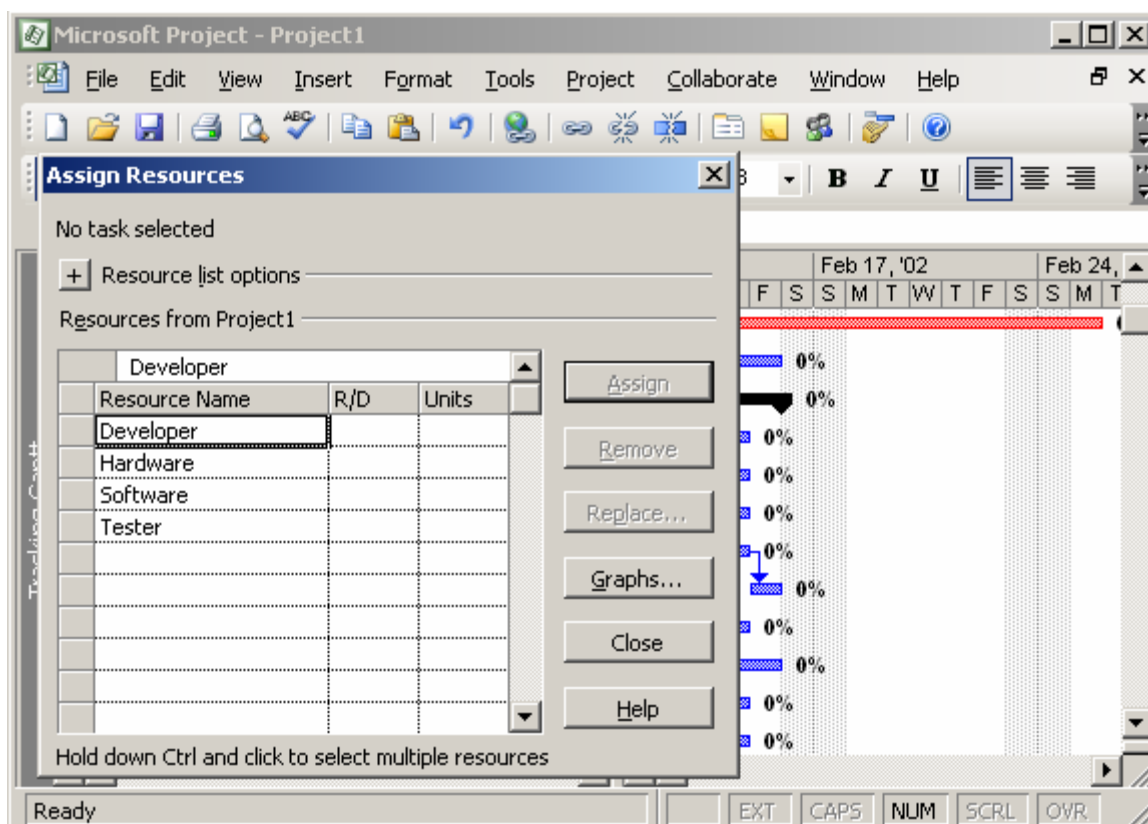 Microsoft Project - Project1
File Edit View Insert Format Tools Project Collaborate Window Help
ABC
Assign Resources
B I U
No task selected
+ Resource list options
Resources from Project1
Developer
Resource Name R/D Units
Developer
Hardware
Software
Tester
Assign
Remove
Replace...
Graphs...
Close
Help
Hold down Ctrl and click to select multiple resources
Feb 17, '02 Feb 24,
F S S M T W T F S S M T
0%
0%
0%
0%
0%
0%
0%
0%
0%
0%
0%
Ready EXT CAPS NUM SCRL OVR